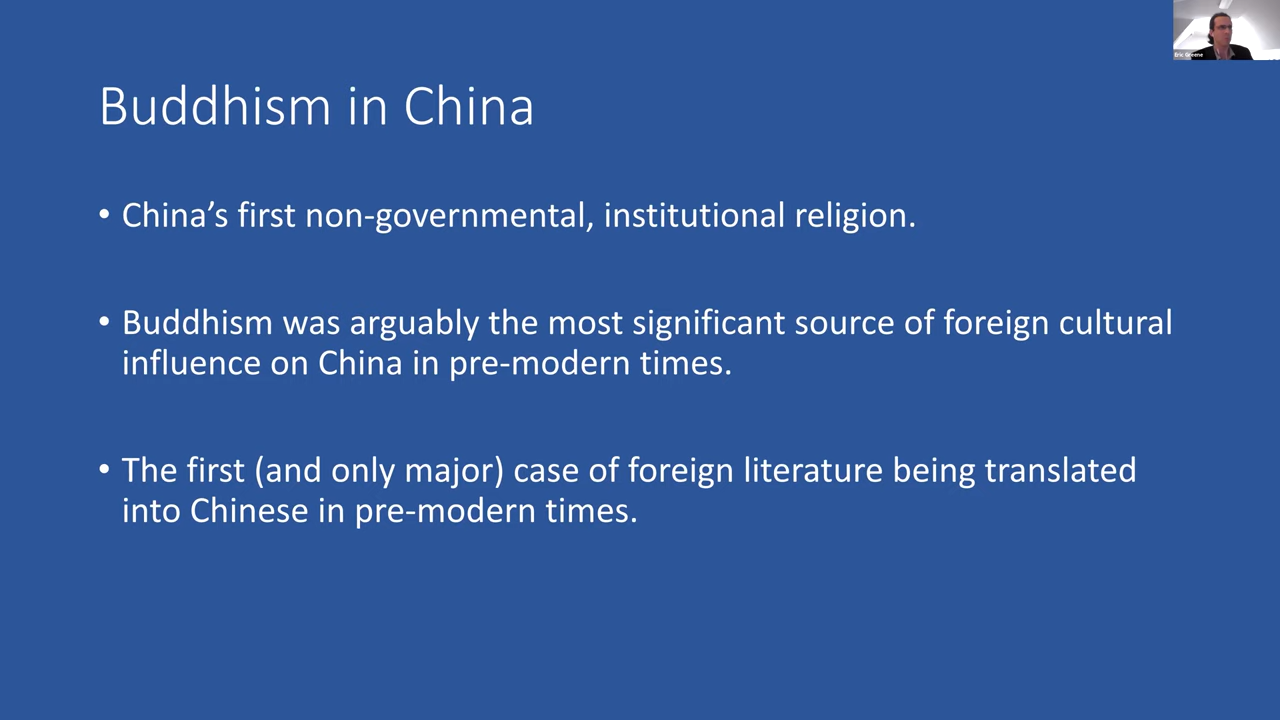 Eric Greene
Buddhism in China
• China’s first non-governmental, institutional religion.
• Buddhism was arguably the most significant source of foreign cultural
influence on China in pre-modern times.
• The first (and only major) case of foreign literature being translated
into Chinese in pre-modern times.